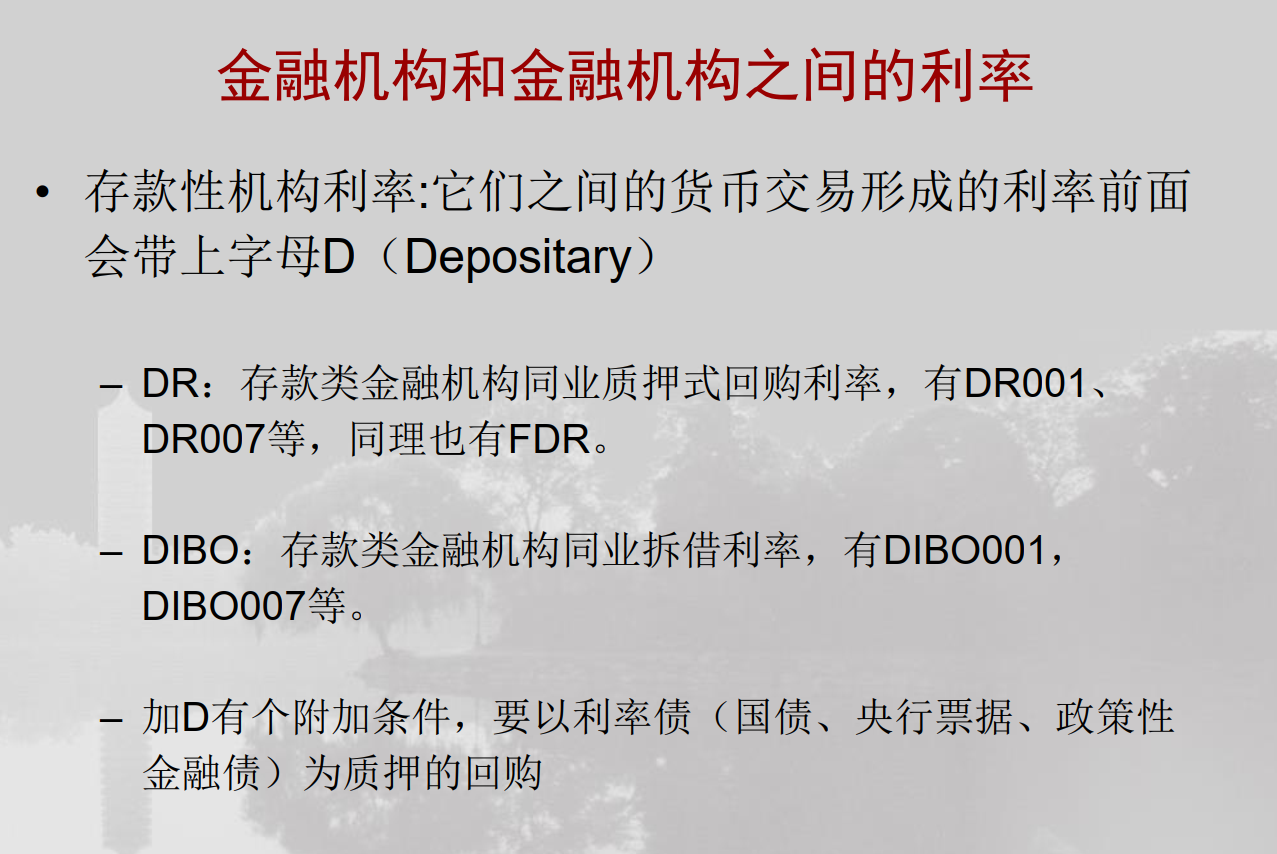 金融机构和金融机构之间的利率
• 存款性机构利率:它们之间的货币交易形成的利率前面
会带上字母D（Depositary）
– DR：存款类金融机构同业质押式回购利率，有DR001、
DR007等，同理也有FDR。
– DIBO：存款类金融机构同业拆借利率，有DIBO001，
DIBO007等。
– 加D有个附加条件，要以利率债（国债、央行票据、政策性
金融债）为质押的回购